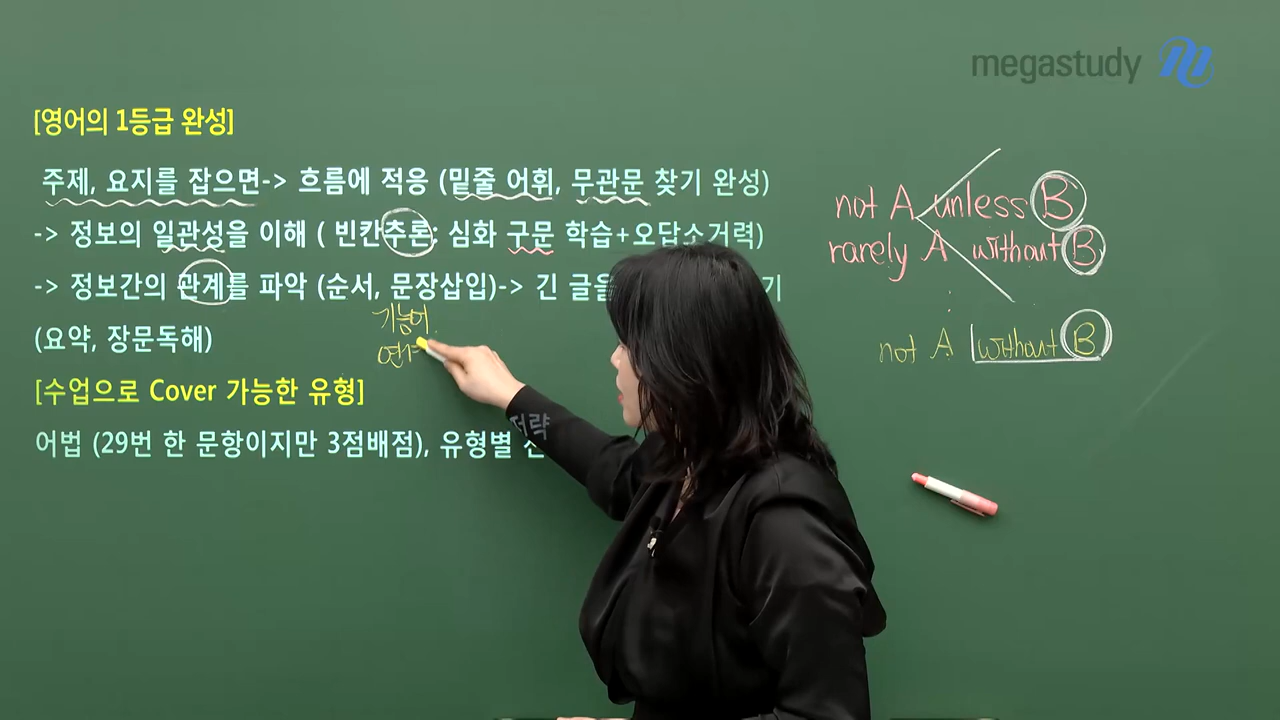 megastudy
[영어의 1등급 완성]
주제, 요지를 잡으면-> 흐름에 적응 (밑줄 어휘, 무관문 찾기 완성)
-> 정보의 일관성을 이해 ( 빈칸추론: 심화 구문 학습+오답소거력)
-> 정보간의 관계를 파악 (순서, 문장삽입)-> 긴 글을 기
기능어
(요약, 장문독해)
[수업으로 Cover 가능한 유형]
어법 (29번 한 문항이지만 3점배점), 유형별 전략
not A unless B
rarely A without B
not A without B